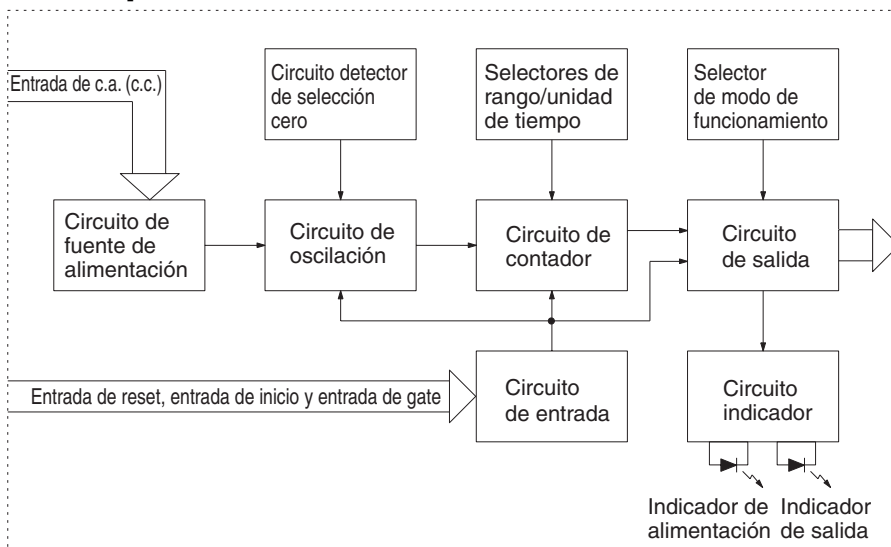 Entrada de c.a. (c.c.)
Circuito detector
de selección
cero
Selectores de
rango/unidad
de tiempo
Selector
de modo de
funcionamiento
Circuito de
fuente de
alimentación
Circuito de
oscilación
Circuito de
contador
Circuito
de salida
Entrada de reset, entrada de inicio y entrada de gate
Circuito
de entrada
Circuito
indicador
Indicador de
alimentación
Indicador
de salida